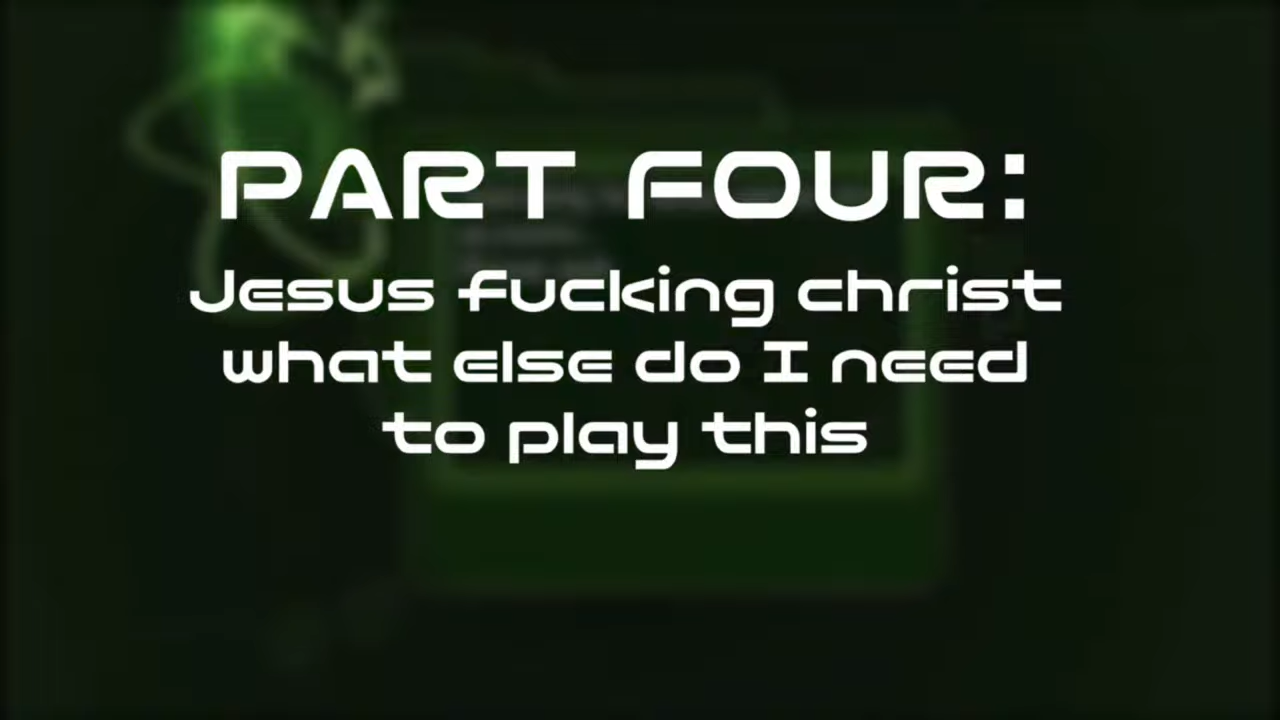 PART FOUR:
Jesus fucking christ
what else do I need
to play this